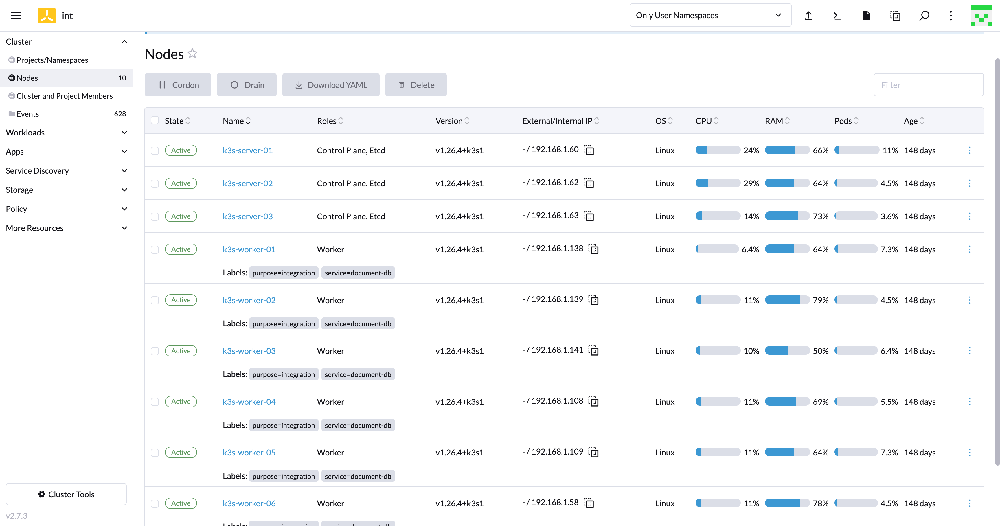 int
Only User Namespaces
Cluster
Projects/Namespaces
Nodes 10
Cluster and Project Members
Events 628
Workloads
Apps
Service Discovery
Storage
Policy
More Resources
Cluster Tools
v2.7.3
Nodes
Cordon Drain Download YAML Delete Filter
State Name Roles Version External/Internal IP OS CPU RAM Pods Age
Active k3s-server-01 Control Plane, Etcd v1.26.4+k3s1 - / 192.168.1.60 Linux 24% 66% 11% 148 days
Active k3s-server-02 Control Plane, Etcd v1.26.4+k3s1 - / 192.168.1.62 Linux 29% 64% 4.5% 148 days
Active k3s-server-03 Control Plane, Etcd v1.26.4+k3s1 - / 192.168.1.63 Linux 14% 73% 3.6% 148 days
Active k3s-worker-01 Worker v1.26.4+k3s1 - / 192.168.1.138 Linux 6.4% 64% 7.3% 148 days
Labels: purpose=integration service=document-db
Active k3s-worker-02 Worker v1.26.4+k3s1 - / 192.168.1.139 Linux 11% 79% 4.5% 148 days
Labels: purpose=integration service=document-db
Active k3s-worker-03 Worker v1.26.4+k3s1 - / 192.168.1.141 Linux 10% 50% 6.4% 148 days
Labels: purpose=integration service=document-db
Active k3s-worker-04 Worker v1.26.4+k3s1 - / 192.168.1.108 Linux 11% 69% 5.5% 148 days
Labels: purpose=integration service=document-db
Active k3s-worker-05 Worker v1.26.4+k3s1 - / 192.168.1.109 Linux 11% 64% 7.3% 148 days
Labels: purpose=integration service=document-db
Active k3s-worker-06 Worker v1.26.4+k3s1 - / 192.168.1.58 Linux 11% 78% 4.5% 148 days